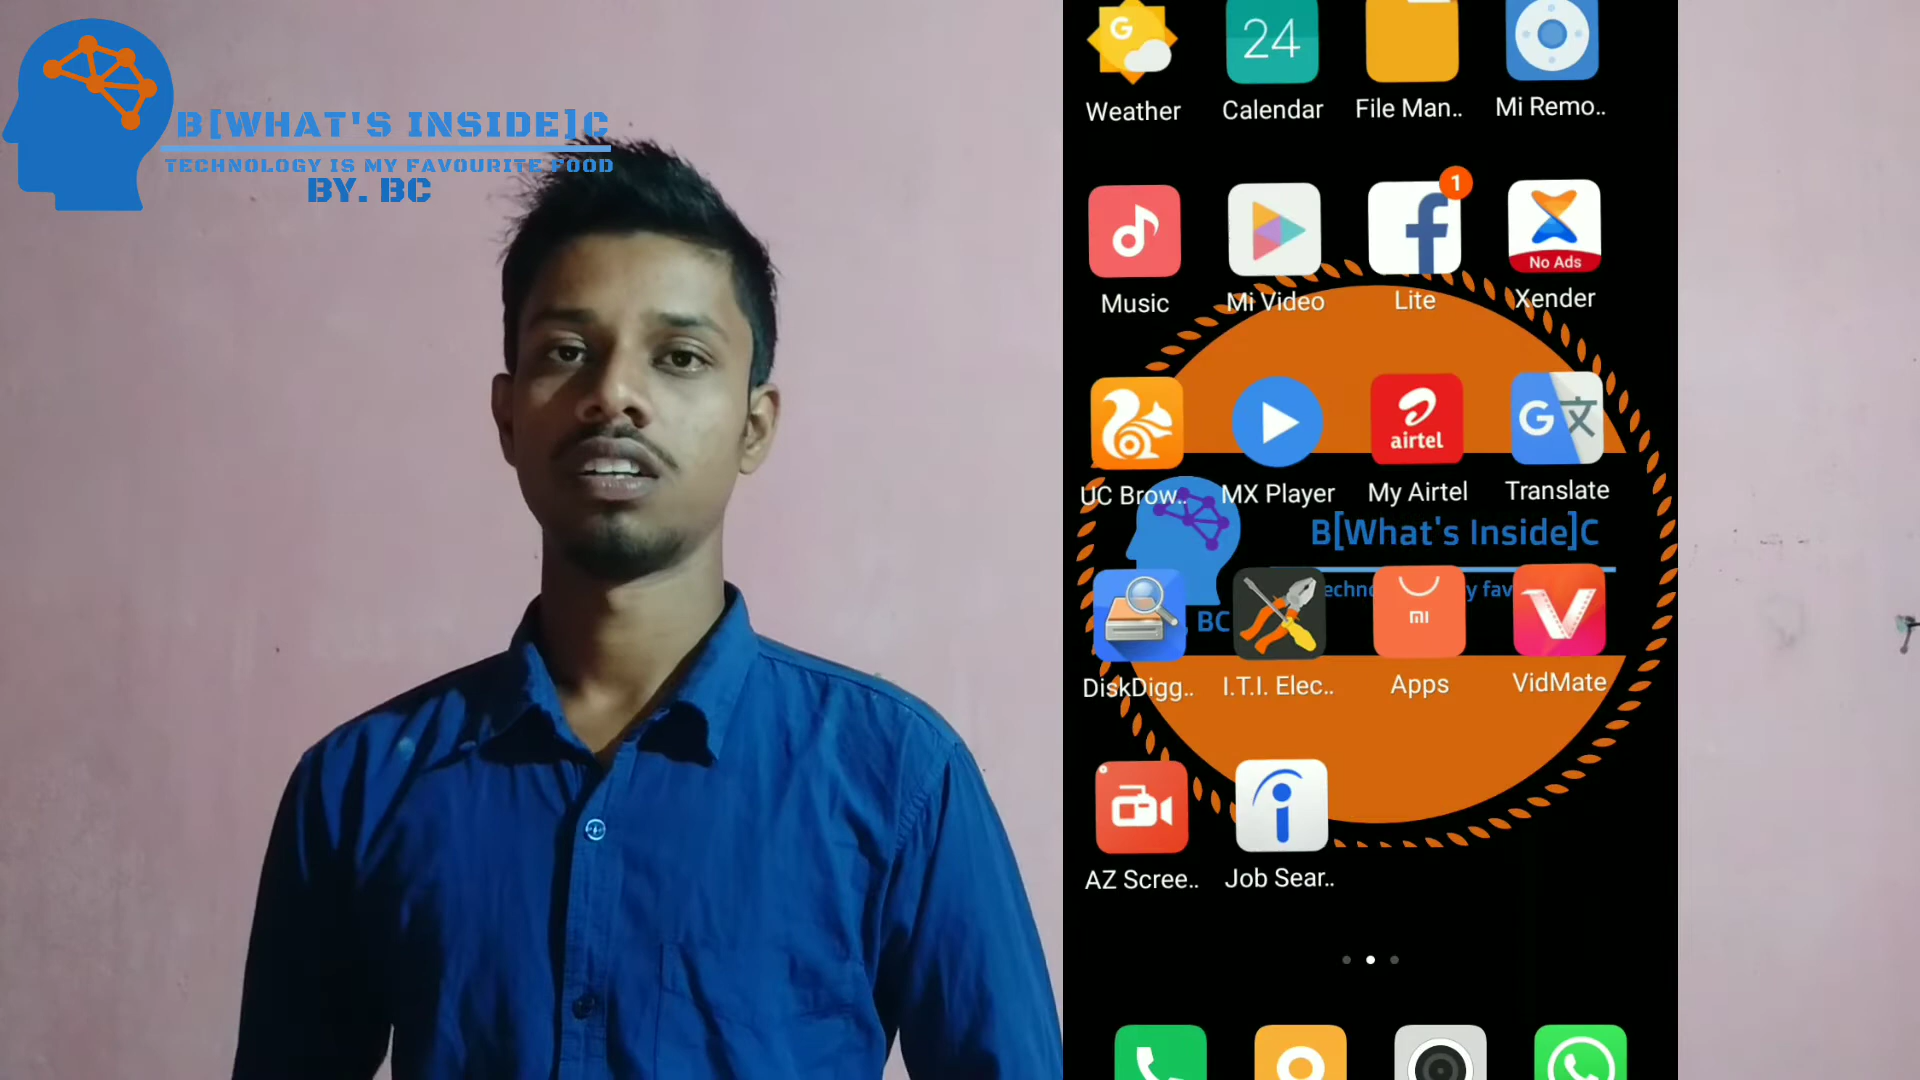 B[WHAT'S INSIDE]C
TECHNOLOGY IS MY FAVOURITE FOOD
BY. BC
G
24
Weather
Calendar
File Man..
Mi Remo..
1
f
No Ads
Music
Mi Video
Lite
Xender
airtel
G 文
UC Brow..
MX Player
My Airtel
Translate
B[What's Inside]C
BC
mi
DiskDigg..
I.T.I. Elec..
Apps
VidMate
AZ Scree..
Job Sear..